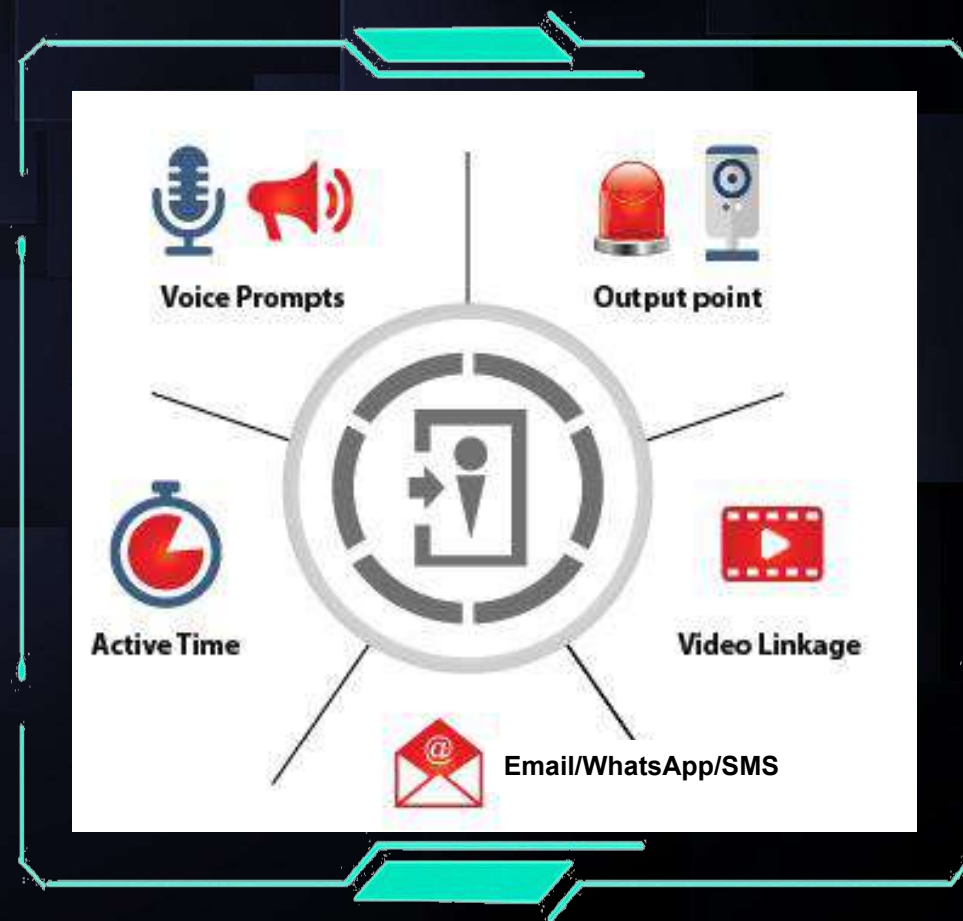 Voice Prompts
Output point
Active Time
Video Linkage
@
Email/WhatsApp/SMS